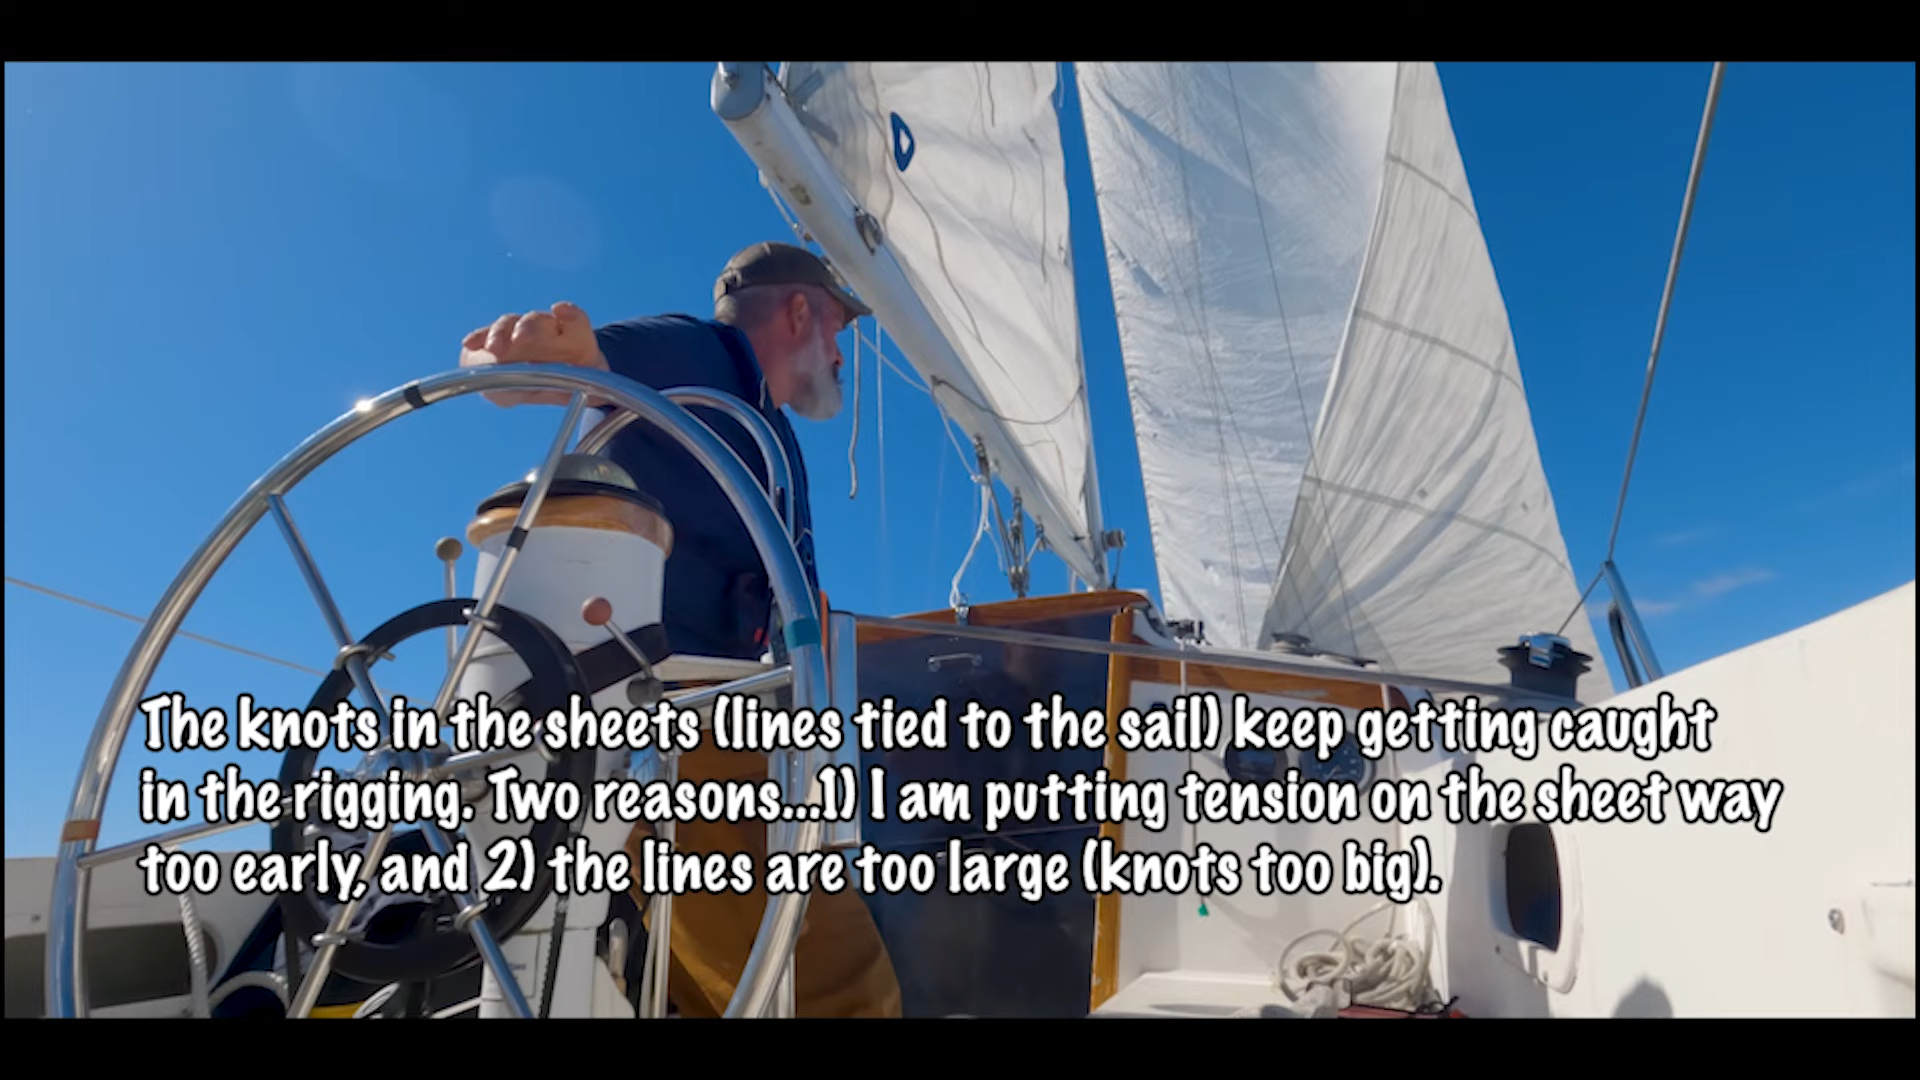 The knots in the sheets (lines tied to the sail) keep getting caught
in the rigging. Two reasons...1) I am putting tension on the sheet way
too early, and 2) the lines are too large (knots too big).